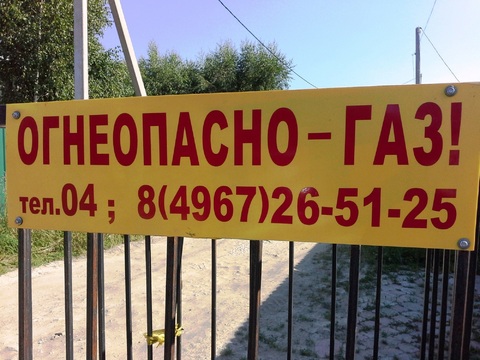 ОГНЕОПАСНО – ГАЗ!
тел.04 ; 8(4967)26-51-25